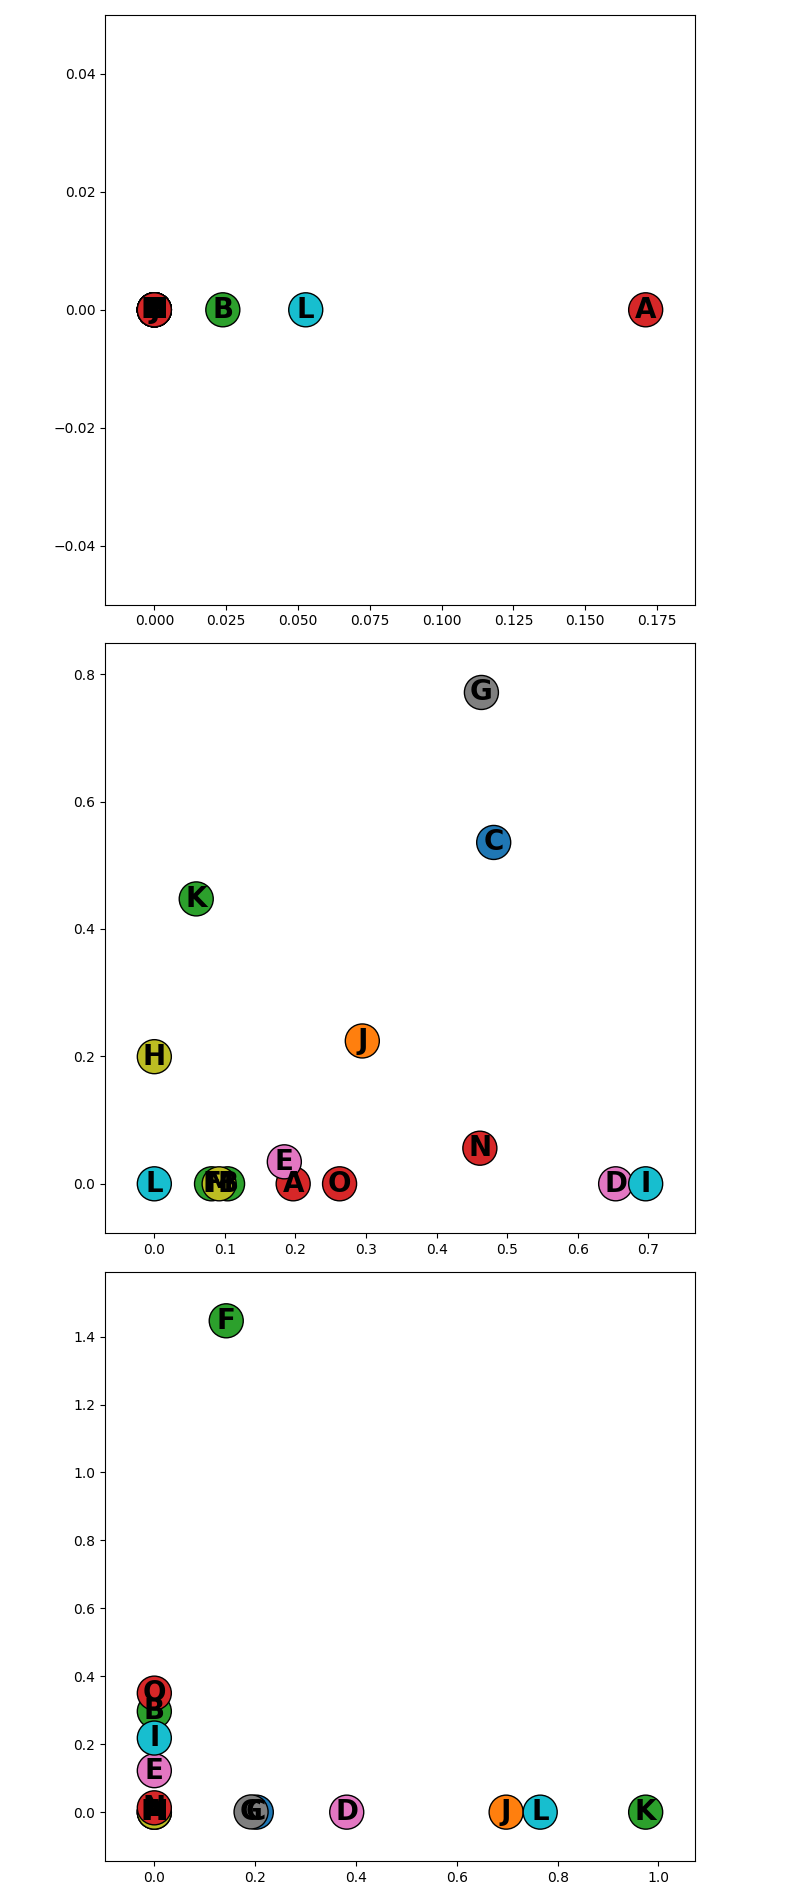 0.04
0.02
0.00
J B L A
−0.02
−0.04
0.000 0.025 0.050 0.075 0.100 0.125 0.150 0.175
0.8
G
0.6
C
K
0.4
J
0.2
H
N
E
0.0
L F B A O D I
0.0 0.1 0.2 0.3 0.4 0.5 0.6 0.7
F
1.4
1.2
1.0
0.8
0.6
0.4
O
B
I
0.2
E
0.0
G C D J L K
0.0 0.2 0.4 0.6 0.8 1.0